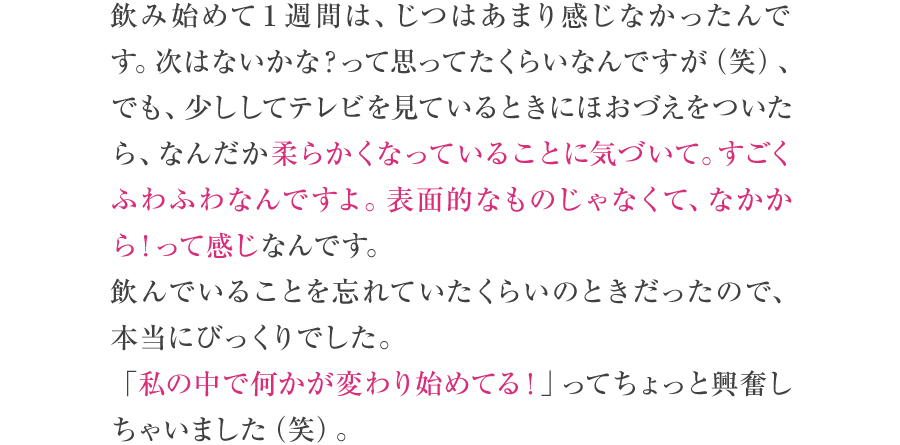 飲み始めて1週間は、じつはあまり感じなかったんで
す。次はないかな?って思ってたくらいなんですが（笑）、
でも、少ししてテレビを見ているときにほおづえをついた
ら、なんだか柔らかくなっていることに気づいて。すごく
ふわふわなんですよ。表面的なものじゃなくて、なかか
ら!って感じなんです。
飲んでいることを忘れていたくらいのときだったので、
本当にびっくりでした。
「私の中で何かが変わり始めてる!」ってちょっと興奮し
ちゃいました（笑）。